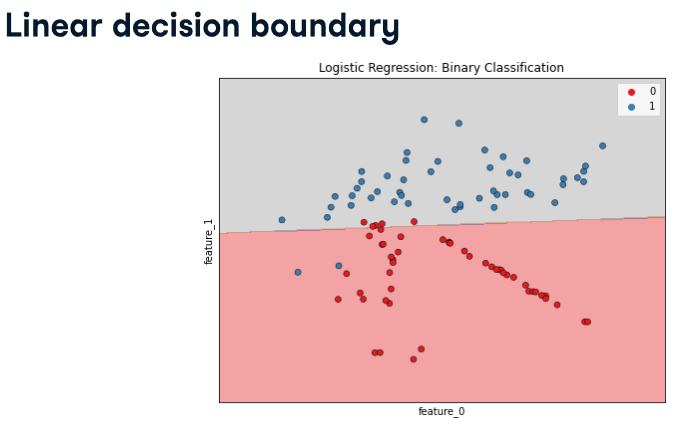 Linear decision boundary
Logistic Regression: Binary Classification
0
1
feature_1
feature_0